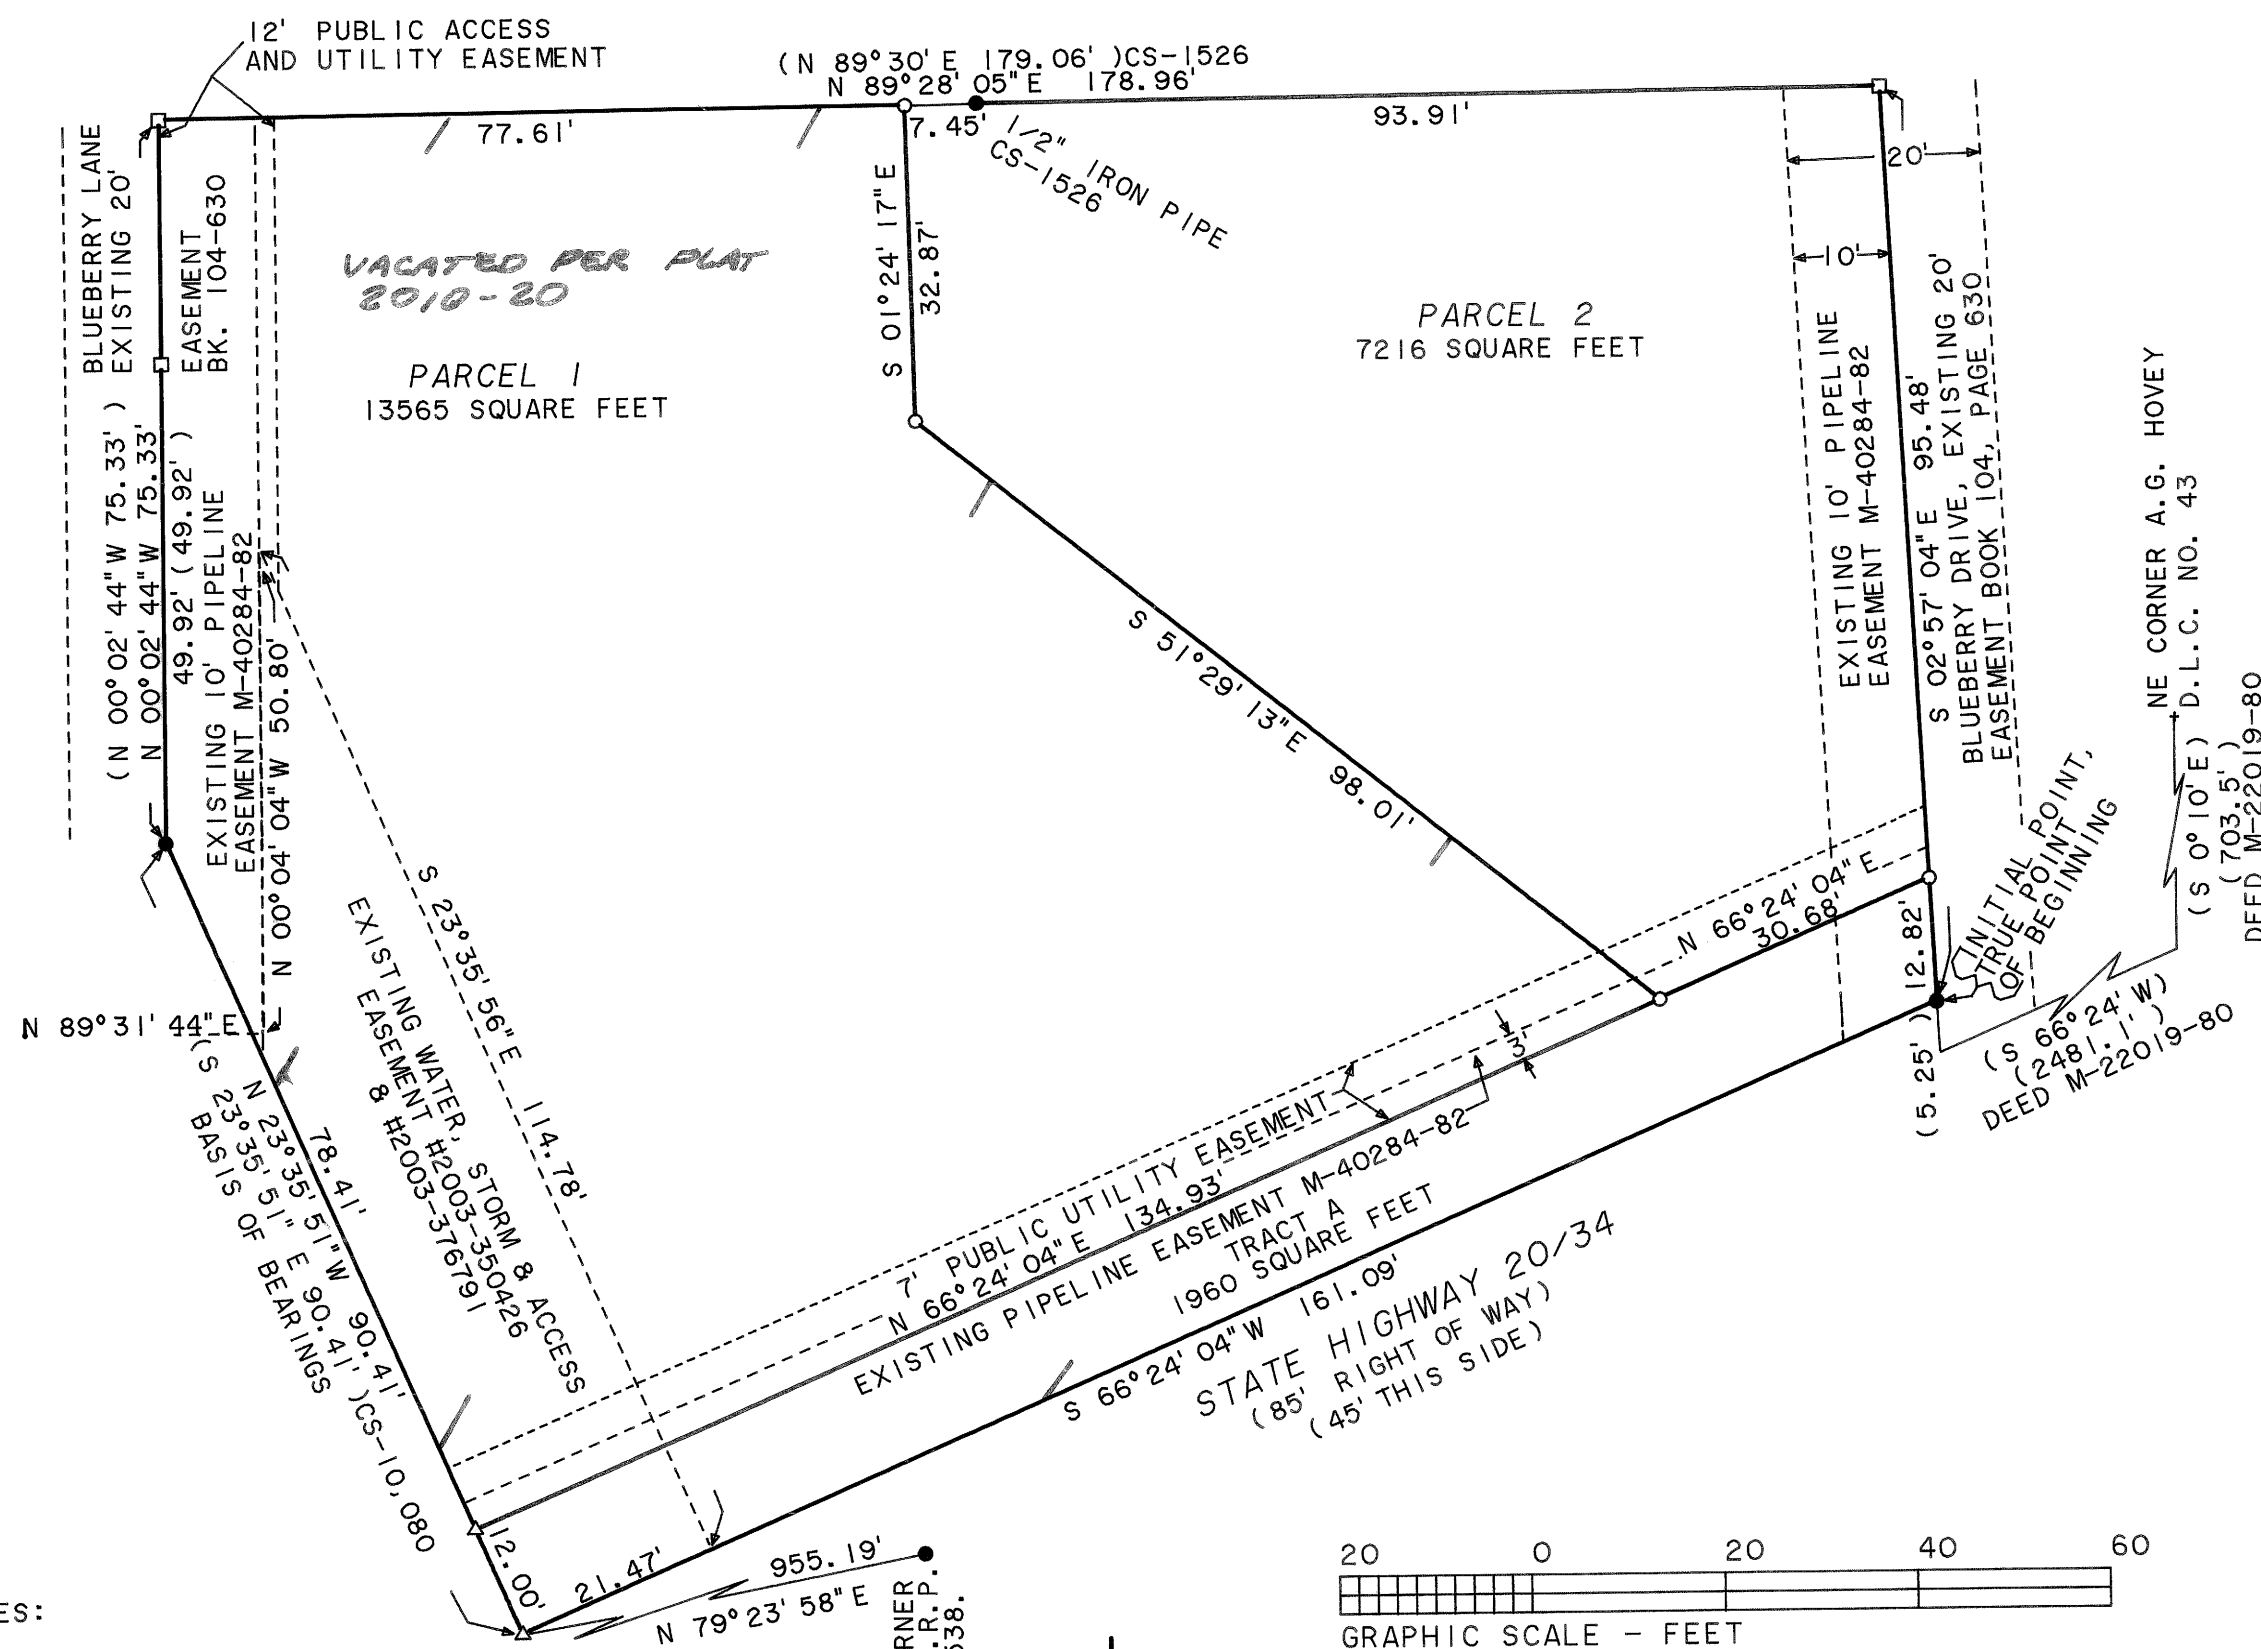 12' PUBLIC ACCESS
AND UTILITY EASEMENT
(N 89°30' E 179.06' )CS-1526
N 89°28' 05"E 178.96'
77.61'
7.45'
93.91'
1/2" IRON PIPE
CS-1526
20'
10'
BLUEBERRY LANE
EXISTING 20'
EASEMENT
BK. 104-630
VACATED PER PLAT
2010-20
S 01°24' 17"E
32.87'
PARCEL 1
13565 SQUARE FEET
PARCEL 2
7216 SQUARE FEET
(N 00°02' 44"W 75.33' )
N 00°02' 44"W 75.33'
49.92' (49.92' )
EXISTING 10' PIPELINE
EASEMENT M-40284-82
N 00°04' 04"W 50.80'
S 51°29' 13"E 98.01'
EXISTING 10' PIPELINE
EASEMENT M-40284-82
S 02°57' 04"E 95.48'
BLUEBERRY DRIVE, EXISTING 20'
EASEMENT BOOK 104, PAGE 630
NE CORNER A.G. HOVEY
D.L.C. NO. 43
(S 0°10'E)
(703.5' )
DEED M-22019-80
INITIAL POINT,
TRUE POINT
OF BEGINNING
S 23°35' 56"E 114.78'
EXISTING WATER, STORM & ACCESS
EASEMENT #2003-350426
& #2003-376791
N 89°31' 44"E
N 66°24' 04"E
30.68'
12.82'
(5.25' )
(S 66°24' W)
(2481.1' )
DEED M-22019-80
3'
78.41'
N 23°35' 51"W 90.41'
(S 23°35' 51" E 90.41' )CS-10,080
BASIS OF BEARINGS
7' PUBLIC UTILITY EASEMENT
N 66°24' 04"E 134.93'
EXISTING PIPELINE EASEMENT M-40284-82
TRACT A
1960 SQUARE FEET
S 66°24' 04"W 161.09'
STATE HIGHWAY 20/34
(85' RIGHT OF WAY)
(45' THIS SIDE)
12.00'
21.47'
955.19'
N 79°23' 58"E
RNER
.R.P.
538.
ES:
20 0 20 40 60
GRAPHIC SCALE - FEET